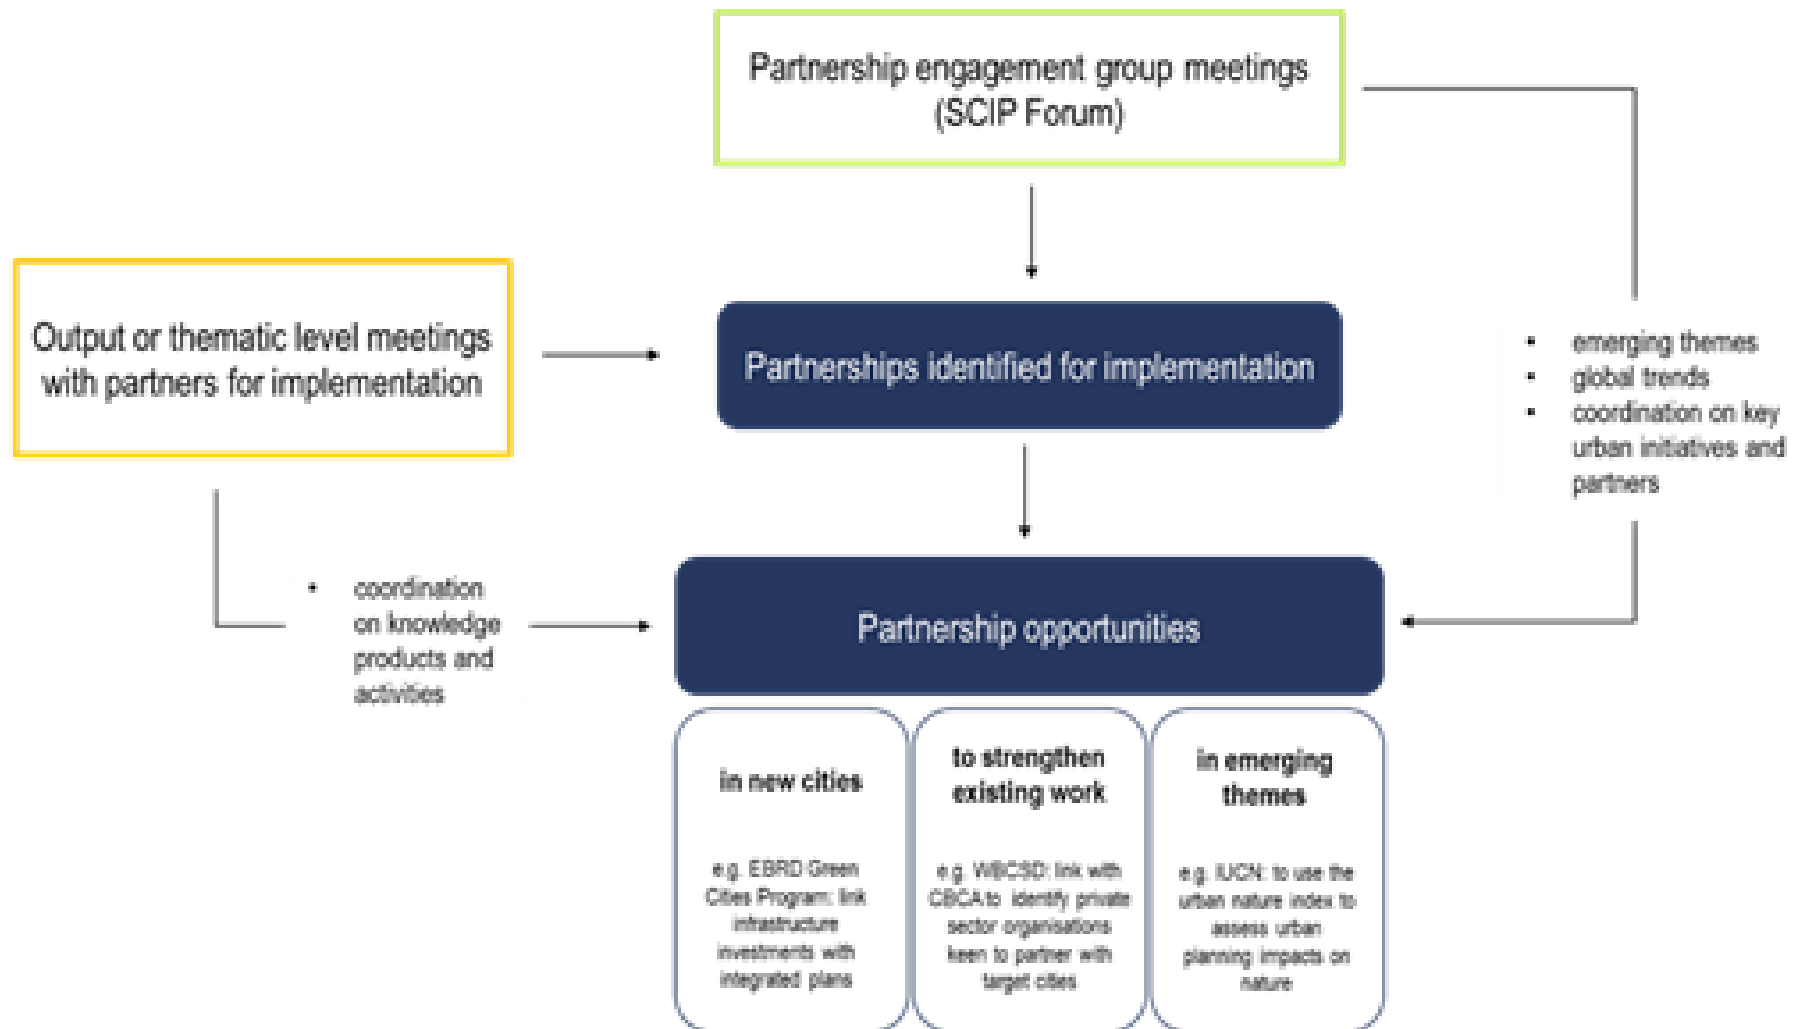 Partnership engagement group meetings
(SCIP Forum)
Output or thematic level meetings
with partners for implementation
Partnerships identified for implementation
• emerging themes
• global trends
• coordination on key
urban initiatives and
partners
• coordination
on knowledge
products and
activities
Partnership opportunities
in new cities
e.g. EBRD Green
Cities Program: link
infrastructure
investments with
integrated plans
to strengthen
existing work
e.g. WBCSD: link with
CBCA to identify private
sector organisations
keen to partner with
target cities
in emerging
themes
e.g. IUCN: to use the
urban nature index to
assess urban
planning impacts on
nature